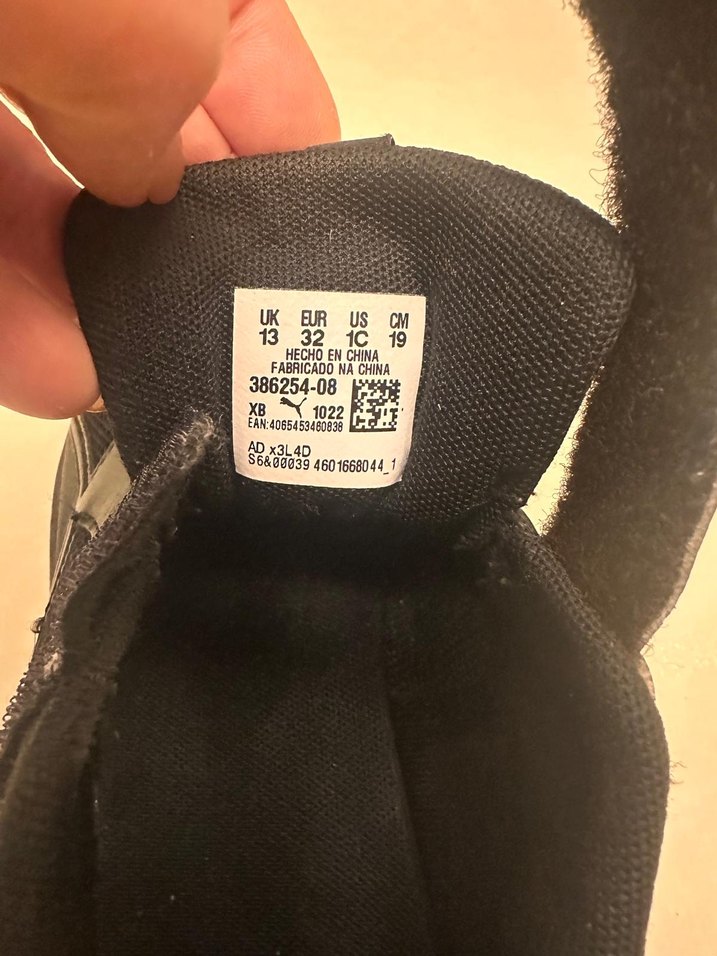 UK EUR US CM
13 32 1C 19
HECHO EN CHINA
FABRICADO NA CHINA
386254-08
XB 1022
EAN:4065453460838
AD x3L4D
S6&00039 4601668044_1